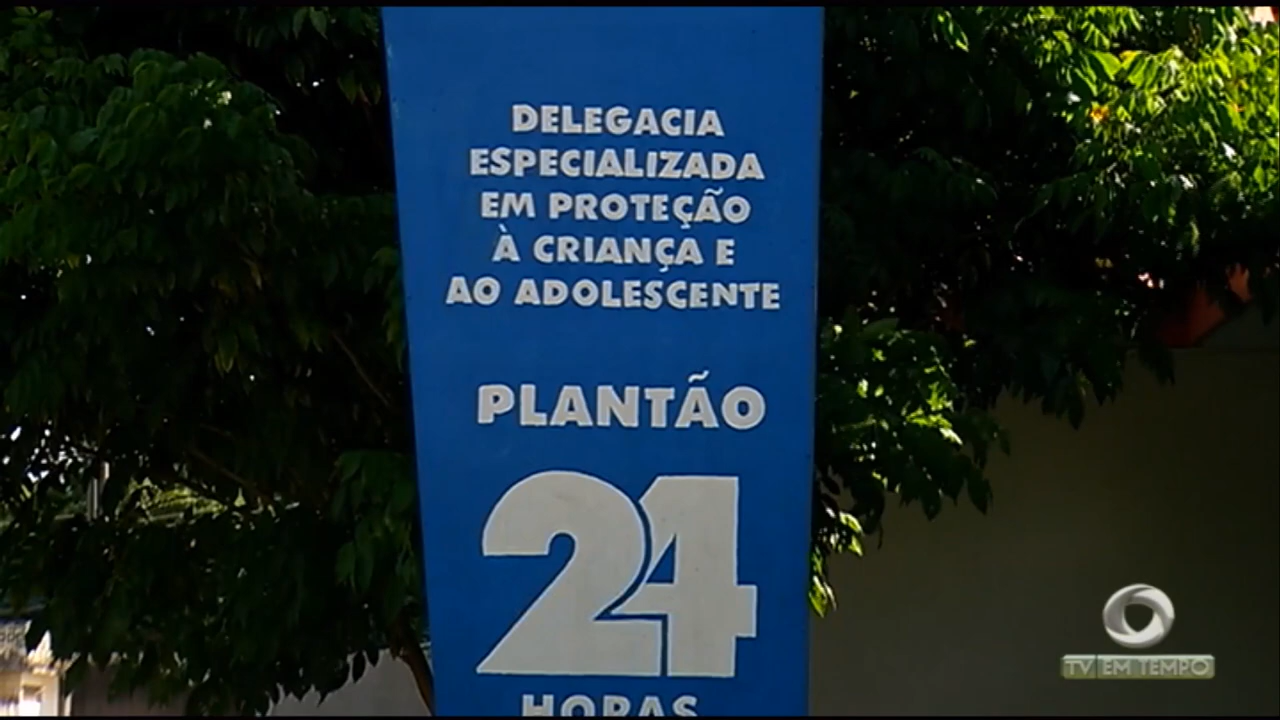 DELEGACIA
ESPECIALIZADA
EM PROTEÇÃO
À CRIANÇA E
AO ADOLESCENTE
PLANTÃO
24
HORAS
TV EM TEMPO